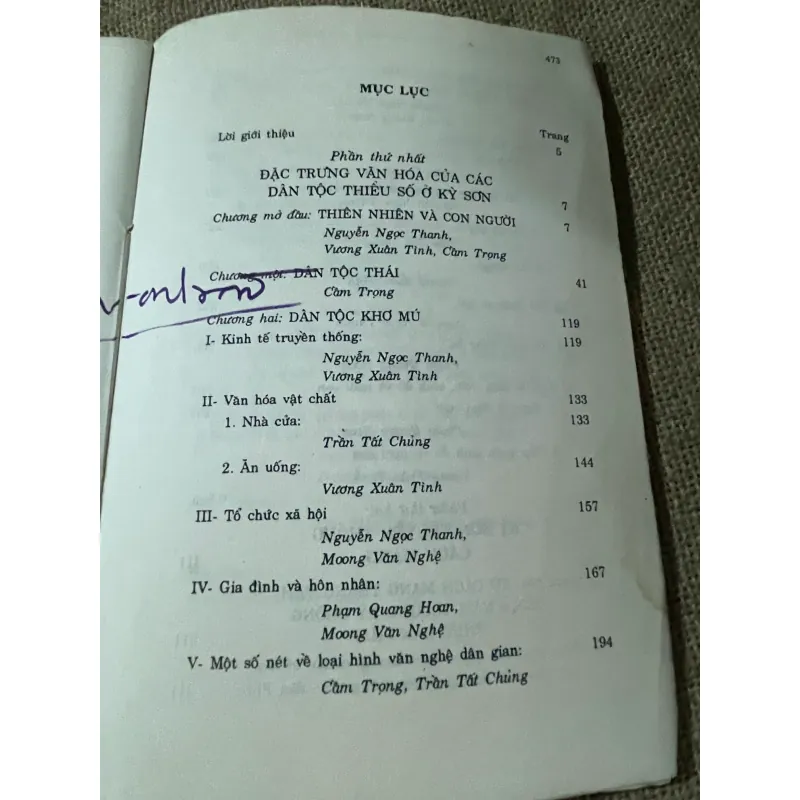 473
MỤC LỤC
Trang
Lời giới thiệu 5
Phần thứ nhất
ĐẶC TRƯNG VĂN HÓA CỦA CÁC
DÂN TỘC THIỂU SỐ Ở KỲ SƠN 7
Chương mở đầu: THIÊN NHIÊN VÀ CON NGƯỜI 7
Nguyễn Ngọc Thanh,
Vương Xuân Tình, Cầm Trọng
Chương một: DÂN TỘC THÁI 41
Cầm Trọng
Chương hai: DÂN TỘC KHƠ MÚ 119
I- Kinh tế truyền thống: 119
Nguyễn Ngọc Thanh,
Vương Xuân Tình
II- Văn hóa vật chất 133
1. Nhà cửa: 133
Trần Tất Chủng
2. Ăn uống: 144
Vương Xuân Tình
III- Tổ chức xã hội 157
Nguyễn Ngọc Thanh,
Moong Văn Nghệ
IV- Gia đình và hôn nhân: 167
Phạm Quang Hoan,
Moong Văn Nghệ
V- Một số nét về loại hình văn nghệ dân gian: 194
Cầm Trọng, Trần Tất Chủng